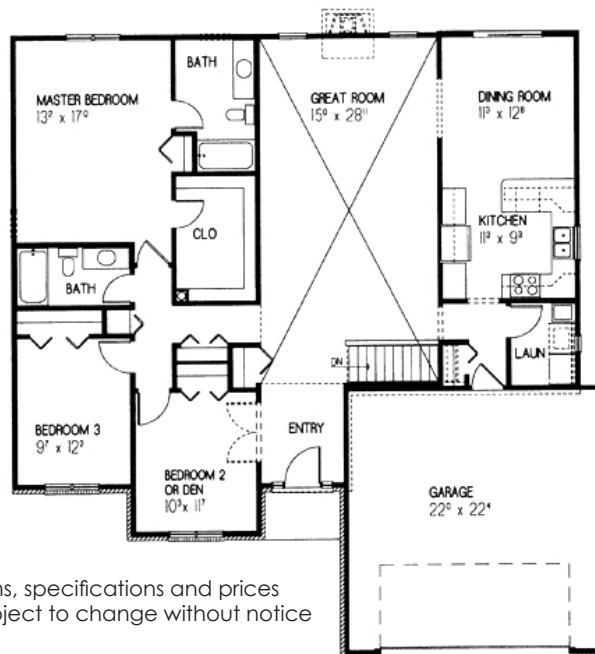 BATH
MASTER BEDROOM
13² x 17⁰
GREAT ROOM
15⁰ x 28¹¹
DINING ROOM
11³ x 12⁸
CLO
KITCHEN
11³ x 9³
BATH
LAUN
DN
BEDROOM 3
9⁷ x 12²
ENTRY
BEDROOM 2
OR DEN
10³ x 11⁷
GARAGE
22⁰ x 22⁴
ns, specifications and prices
bject to change without notice